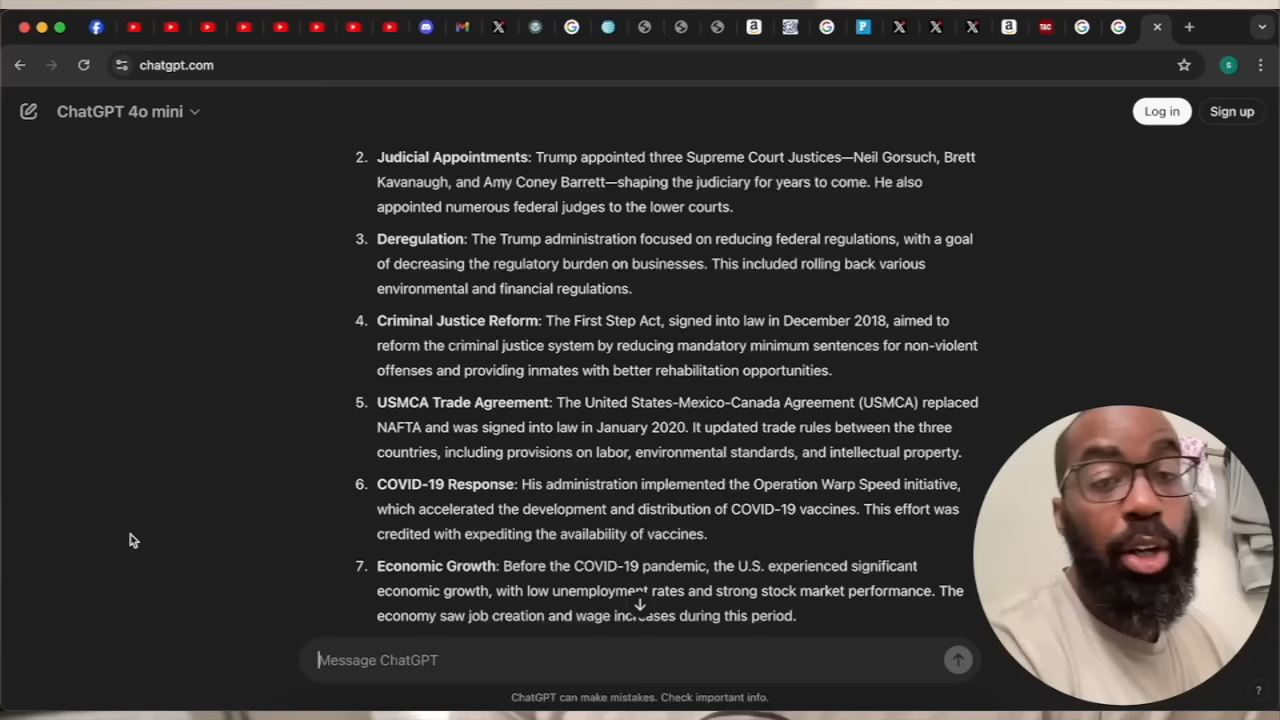 chatgpt.com
S
ChatGPT 4o mini
Log in
Sign up
2. Judicial Appointments: Trump appointed three Supreme Court Justices—Neil Gorsuch, Brett
Kavanaugh, and Amy Coney Barrett—shaping the judiciary for years to come. He also
appointed numerous federal judges to the lower courts.
3. Deregulation: The Trump administration focused on reducing federal regulations, with a goal
of decreasing the regulatory burden on businesses. This included rolling back various
environmental and financial regulations.
4. Criminal Justice Reform: The First Step Act, signed into law in December 2018, aimed to
reform the criminal justice system by reducing mandatory minimum sentences for non-violent
offenses and providing inmates with better rehabilitation opportunities.
5. USMCA Trade Agreement: The United States-Mexico-Canada Agreement (USMCA) replaced
NAFTA and was signed into law in January 2020. It updated trade rules between the three
countries, including provisions on labor, environmental standards, and intellectual property.
6. COVID-19 Response: His administration implemented the Operation Warp Speed initiative,
which accelerated the development and distribution of COVID-19 vaccines. This effort was
credited with expediting the availability of vaccines.
7. Economic Growth: Before the COVID-19 pandemic, the U.S. experienced significant
economic growth, with low unemployment rates and strong stock market performance. The
economy saw job creation and wage increases during this period.
Message ChatGPT
ChatGPT can make mistakes. Check important info.
?